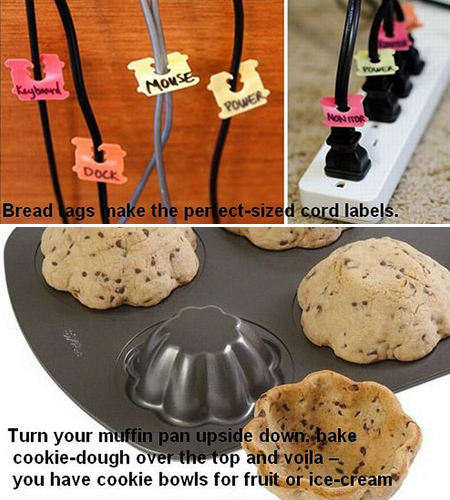 Keyboard
DOCK
MOUSE
POWER
POWER
MONITOR
Bread tags make the perfect-sized cord labels.
Turn your muffin pan upside down, bake
cookie-dough over the top and voila –
you have cookie bowls for fruit or ice-cream